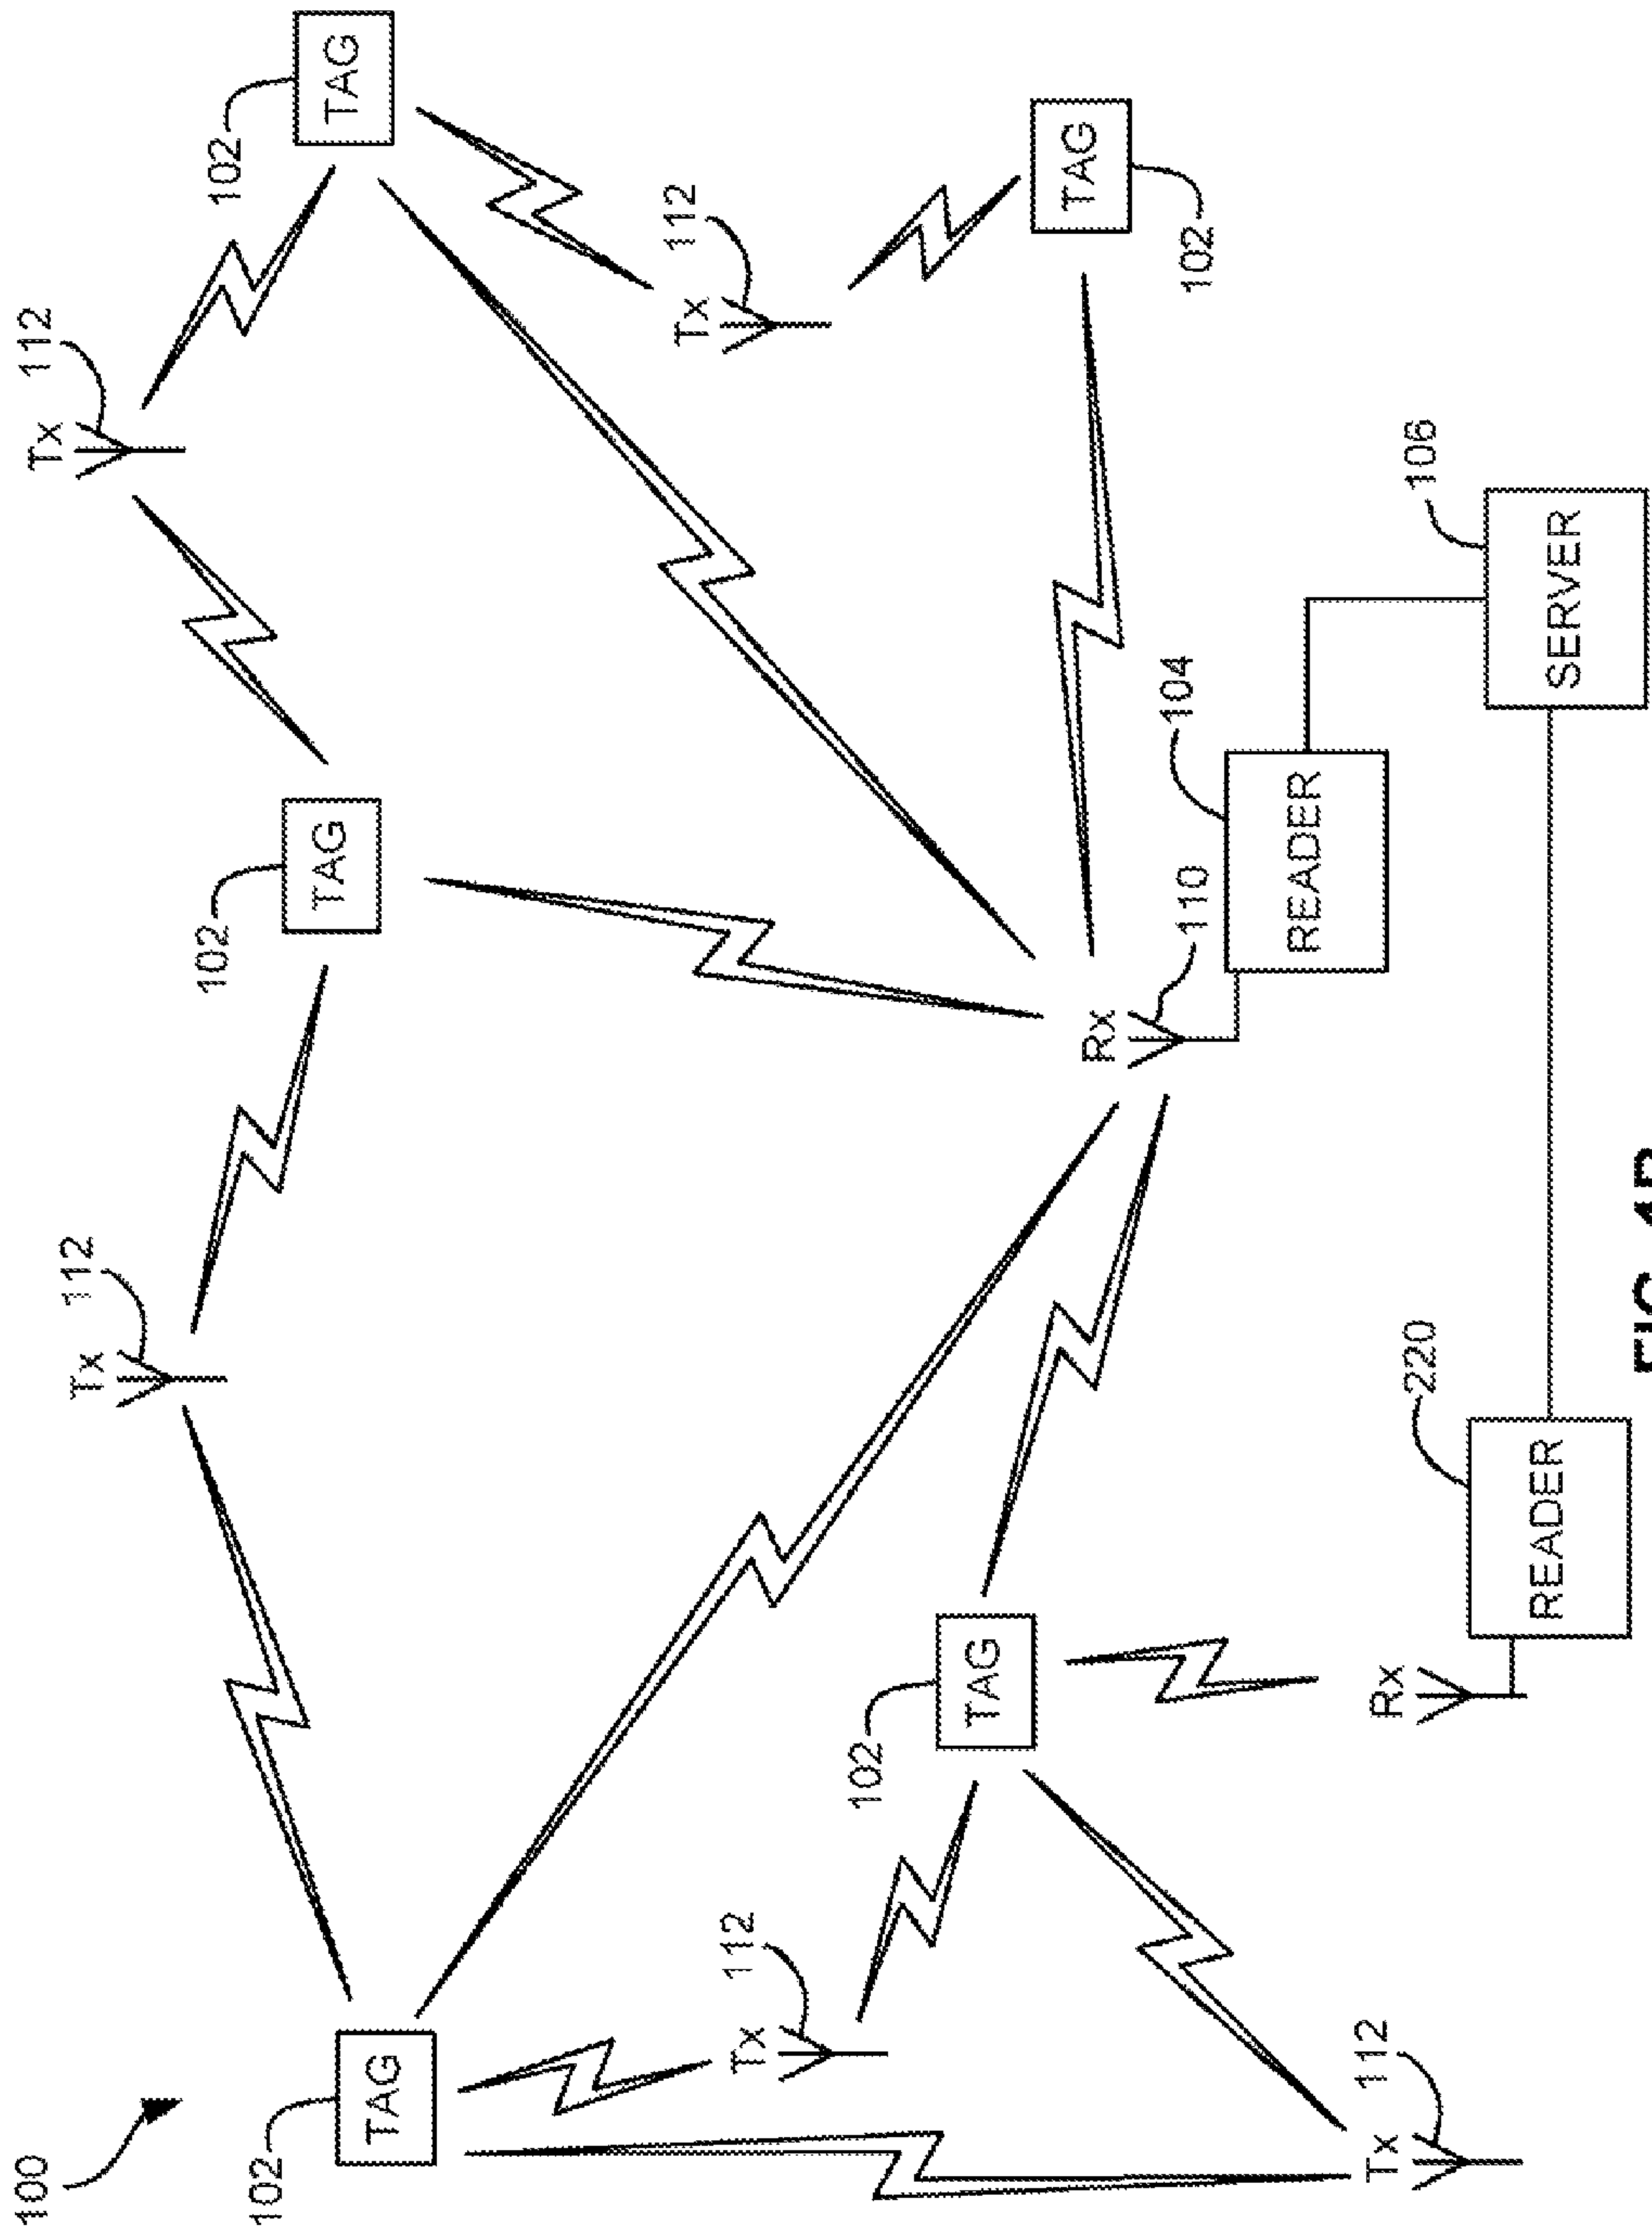 100
Tx
112
Tx
112
102
TAG
102
TAG
102
TAG
Tx
112
Tx
112
102
TAG
TAG
102
Rx
110
104
READER
Tx
112
Rx
220
READER
106
SERVER
FIG.